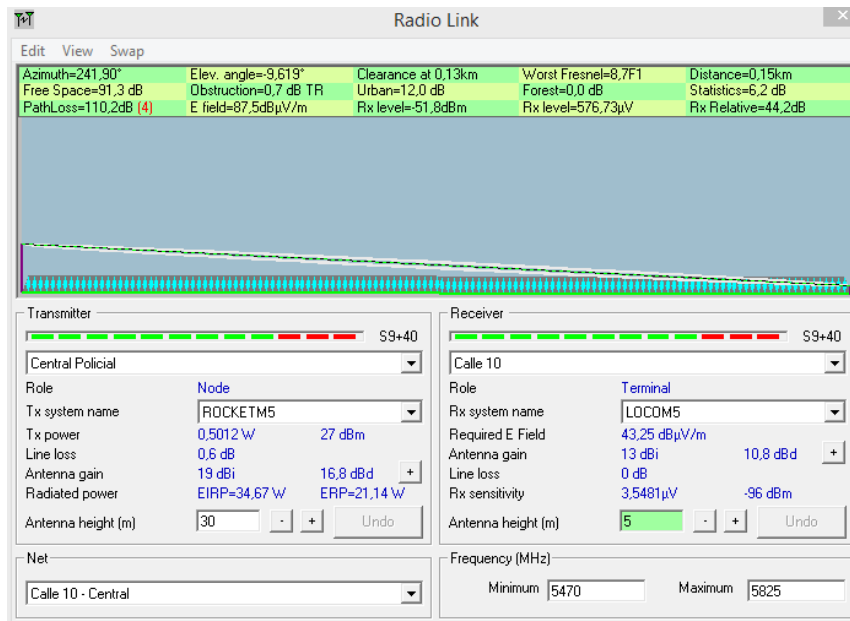 Radio Link
Edit View Swap
Azimuth=241,90° Elev. angle=-9,619° Clearance at 0,13km Worst Fresnel=8,7F1 Distance=0,15km
Free Space=91,3 dB Obstruction=0,7 dB TR Urban=12,0 dB Forest=0,0 dB Statistics=6,2 dB
PathLoss=110,2dB (4) E field=87,5dBµV/m Rx level=-51,8dBm Rx level=576,73µV Rx Relative=44,2dB
Transmitter
S9+40
Central Policial
Role Node
Tx system name ROCKETM5
Tx power 0,5012 W 27 dBm
Line loss 0,6 dB
Antenna gain 19 dBi 16,8 dBd +
Radiated power EIRP=34,67 W ERP=21,14 W
Antenna height (m) 30 - + Undo
Net
Calle 10 - Central
Receiver
S9+40
Calle 10
Role Terminal
Rx system name LOCOM5
Required E Field 43,25 dBµV/m
Antenna gain 13 dBi 10,8 dBd +
Line loss 0 dB
Rx sensitivity 3,5481µV -96 dBm
Antenna height (m) 5 - + Undo
Frequency (MHz)
Minimum 5470 Maximum 5825